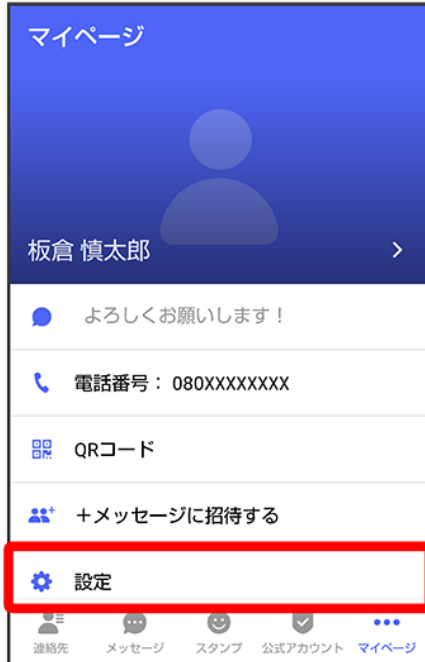 マイページ
板倉 慎太郎
よろしくお願いします！
電話番号： 080XXXXXXXX
QRコード
＋メッセージに招待する
設定
連絡先 メッセージ スタンプ 公式アカウント マイページ